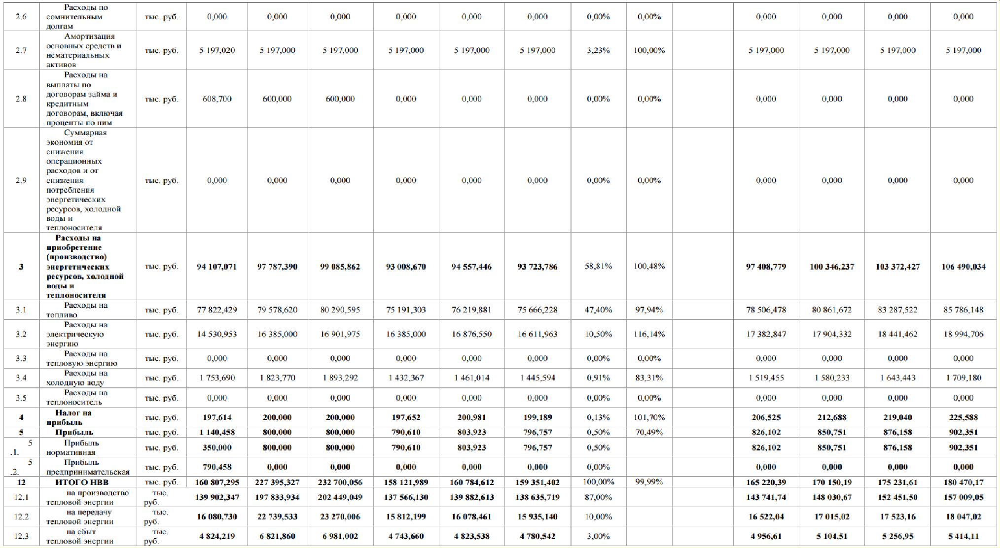 Расходы по
2.6 сомнительным тыс. руб. 0,000 0,000 0,000 0,000 0,000 0,000 0,00% 0,00% 0,000 0,000 0,000 0,000
долгам
Амортизация
основных средств и
2.7 нематериальных тыс. руб. 5 197,020 5 197,000 5 197,000 5 197,000 5 197,000 5 197,000 3,23% 100,00% 5 197,000 5 197,000 5 197,000 5 197,000
активов
Расходы на
выплаты по
договорам займа и
2.8 кредитным тыс. руб. 608,700 600,000 600,000 0,000 0,000 0,000 0,00% 0,00% 0,000 0,000 0,000 0,000
договорам, включая
проценты по ним
Суммарная
экономия от
снижения
операционных
расходов и от
2.9 снижения тыс. руб. 0,000 0,000 0,000 0,000 0,000 0,000 0,00% 0,00% 0,000 0,000 0,000 0,000
потребления
энергетических
ресурсов, холодной
воды и
теплоносителя
Расходы на
приобретение
(производство)
3 энергетических тыс. руб. 94 107,071 97 787,390 99 085,862 93 008,670 94 557,446 93 723,786 58,81% 100,48% 97 408,779 100 346,237 103 372,427 106 490,034
ресурсов, холодной
воды и
теплоносителя
Расходы на
3.1 топливо тыс. руб. 77 822,429 79 578,620 80 290,595 75 191,303 76 219,881 75 666,228 47,40% 97,94% 78 506,478 80 861,672 83 287,522 85 786,148
Расходы на
3.2 электрическую тыс. руб. 14 530,953 16 385,000 16 901,975 16 385,000 16 876,550 16 611,963 10,50% 116,14% 17 382,847 17 904,332 18 441,462 18 994,706
энергию
Расходы на
3.3 тепловую энергию тыс. руб. 0,000 0,000 0,000 0,000 0,000 0,000 0,00% 0,00% 0,000 0,000 0,000 0,000
Расходы на
3.4 холодную воду тыс. руб. 1 753,690 1 823,770 1 893,292 1 432,367 1 461,014 1 445,594 0,91% 83,31% 1 519,455 1 580,233 1 643,443 1 709,180
Расходы на
3.5 теплоноситель тыс. руб. 0,000 0,000 0,000 0,000 0,000 0,000 0,00% 0,00% 0,000 0,000 0,000 0,000
Налог на
4 прибыль тыс. руб. 197,614 200,000 200,000 197,652 200,981 199,189 0,13% 101,70% 206,525 212,688 219,040 225,588
5 Прибыль тыс. руб. 1 140,458 800,000 800,000 790,610 803,923 796,757 0,50% 70,49% 826,102 850,751 876,158 902,351
5 Прибыль
.1. нормативная тыс. руб. 350,000 800,000 800,000 790,610 803,923 796,757 0,50% 826,102 850,751 876,158 902,351
5 Прибыль
.2. предпринимательская тыс. руб. 790,458 0,000 0,000 0,000 0,000 0,000 0,00% 0,000 0,000 0,000 0,000
12 ИТОГО НВВ тыс. руб. 160 807,295 227 395,327 232 700,056 158 121,989 160 784,612 159 351,402 100,00% 99,99% 165 220,39 170 150,19 175 231,61 180 470,17
на производство тыс.
12.1 тепловой энергии руб. 139 902,347 197 833,934 202 449,049 137 566,130 139 882,613 138 635,719 87,00% 143 741,74 148 030,67 152 451,50 157 009,05
на передачу тыс.
12.2 тепловой энергии руб. 16 080,730 22 739,533 23 270,006 15 812,199 16 078,461 15 935,140 10,00% 16 522,04 17 015,02 17 523,16 18 047,02
на сбыт тыс.
12.3 тепловой энергии руб. 4 824,219 6 821,860 6 981,002 4 743,660 4 823,538 4 780,542 3,00% 4 956,61 5 104,51 5 256,95 5 414,11